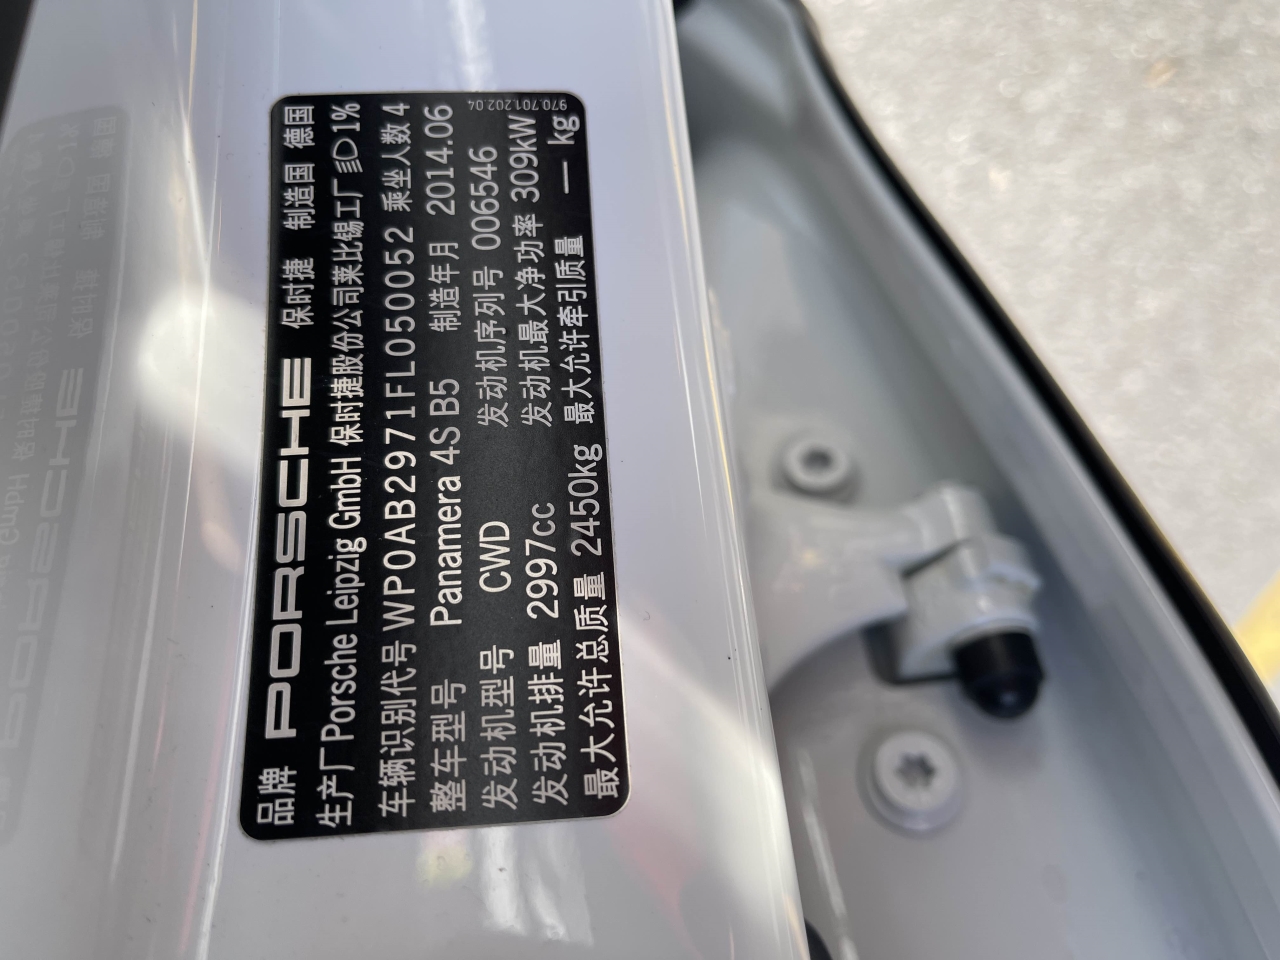 品牌 PORSCHE 保时捷 制造国 德国
生产厂 Porsche Leipzig GmbH 保时捷股份公司莱比锡工厂 1%
车辆识别代号 WP0AB2971FL050052 乘坐人数 4
整车型号 Panamera 4S B5 制造年月 2014.06
发动机型号 CWD 发动机序列号 006546
发动机排量 2997cc 发动机最大净功率 309kW
最大允许总质量 2450kg 最大允许牵引质量 — kg
970.701.202.04